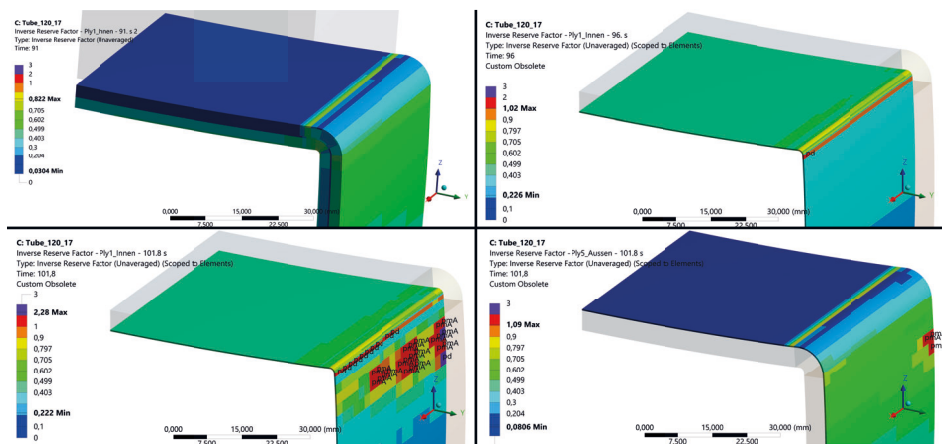 C: Tube_120_17
Inverse Reserve Factor - Ply1_Innen - 91. s 2
Type: Inverse Reserve Factor (Unaveraged)
Time: 91
3
2
1
0,822 Max
0,705
0,602
0,499
0,403
0,3
0,204
0,0304 Min
0
Z
Y
0,000
15,000
30,000 (mm)
7,500
22,500
C: Tube_120_17
Inverse Reserve Factor - Ply1_Innen - 96. s
Type: Inverse Reserve Factor (Unaveraged) (Scoped to Elements)
Time: 96
Custom Obsolete
3
2
1,02 Max
0,9
0,797
0,705
0,602
0,499
0,403
0,226 Min
0,1
0
pd
Z
Y
0,000
15,000
30,000 (mm)
7,500
22,500
C: Tube_120_17
Inverse Reserve Factor - Ply1_Innen - 101.8 s
Type: Inverse Reserve Factor (Unaveraged) (Scoped to Elements)
Time: 101,8
Custom Obsolete
3
2,28 Max
1
0,9
0,797
0,705
0,602
0,499
0,403
0,222 Min
0,1
0
pmA
pd
Z
Y
0,000
15,000
30,000 (mm)
7,500
22,500
C: Tube_120_17
Inverse Reserve Factor - Ply5_Aussen - 101.8 s
Type: Inverse Reserve Factor (Unaveraged) (Scoped to Elements)
Time: 101,8
Custom Obsolete
3
1,09 Max
0,9
0,797
0,705
0,602
0,499
0,403
0,3
0,204
0,0806 Min
0
Z
Y
0,000
15,000
30,000 (mm)
7,500
22,500